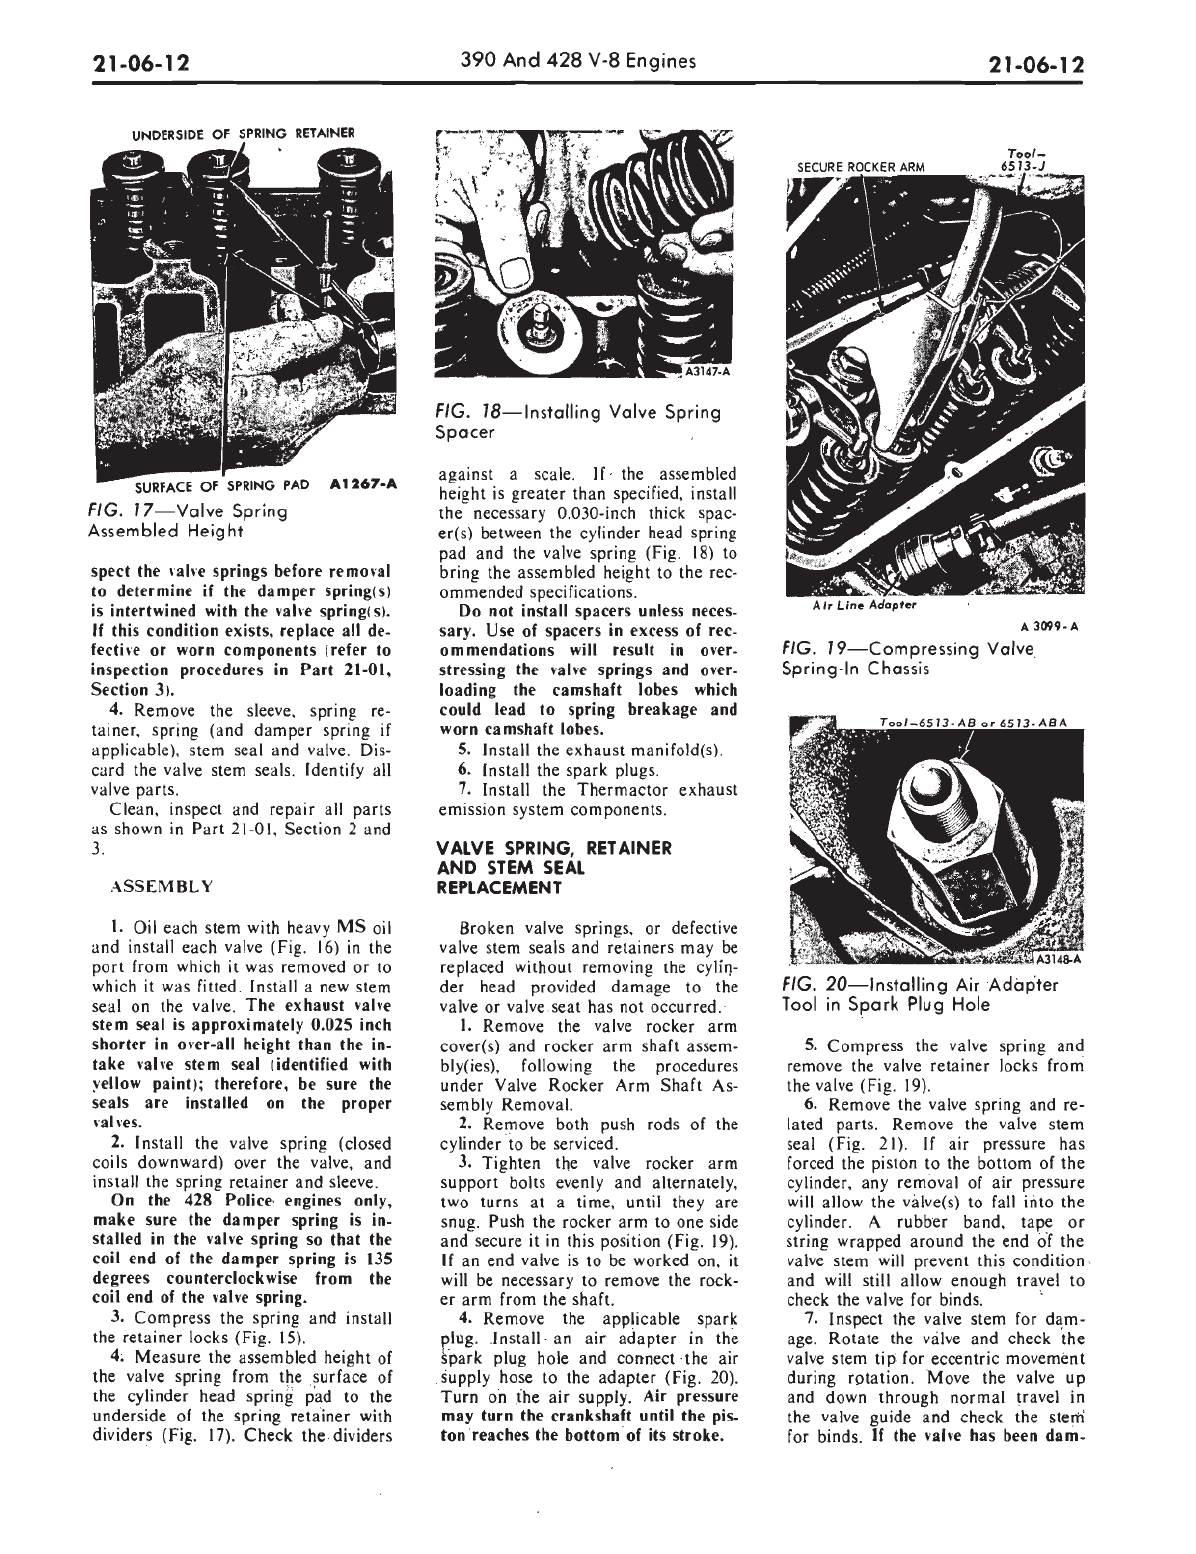 21-06-12
390 And 428 V-8 Engines
21-06-12
UNDERSIDE OF SPRING RETAINER
SURFACE OF SPRING PAD A1267-A
FIG. 17—Valve Spring
Assembled Height
spect the valve springs before removal
to determine if the damper spring(s)
is intertwined with the valve spring(s).
If this condition exists, replace all de-
fective or worn components (refer to
inspection procedures in Part 21-01,
Section 3).
4. Remove the sleeve, spring re-
tainer, spring (and damper spring if
applicable), stem seal and valve. Dis-
card the valve stem seals. Identify all
valve parts.
Clean, inspect and repair all parts
as shown in Part 21-01, Section 2 and
3.
ASSEMBLY
1. Oil each stem with heavy MS oil
and install each valve (Fig. 16) in the
port from which it was removed or to
which it was fitted. Install a new stem
seal on the valve. The exhaust valve
stem seal is approximately 0.025 inch
shorter in over-all height than the in-
take valve stem seal (identified with
yellow paint); therefore, be sure the
seals are installed on the proper
valves.
2. Install the valve spring (closed
coils downward) over the valve, and
install the spring retainer and sleeve.
On the 428 Police engines only,
make sure the damper spring is in-
stalled in the valve spring so that the
coil end of the damper spring is 135
degrees counterclockwise from the
coil end of the valve spring.
3. Compress the spring and install
the retainer locks (Fig. 15).
4. Measure the assembled height of
the valve spring from the surface of
the cylinder head spring pad to the
underside of the spring retainer with
dividers (Fig. 17). Check the dividers
A3147-A
FIG. 18—Installing Valve Spring
Spacer
against a scale. If the assembled
height is greater than specified, install
the necessary 0.030-inch thick spac-
er(s) between the cylinder head spring
pad and the valve spring (Fig. 18) to
bring the assembled height to the rec-
ommended specifications.
Do not install spacers unless neces-
sary. Use of spacers in excess of rec-
ommendations will result in over-
stressing the valve springs and over-
loading the camshaft lobes which
could lead to spring breakage and
worn camshaft lobes.
5. Install the exhaust manifold(s).
6. Install the spark plugs.
7. Install the Thermactor exhaust
emission system components.
VALVE SPRING, RETAINER
AND STEM SEAL
REPLACEMENT
Broken valve springs, or defective
valve stem seals and retainers may be
replaced without removing the cylin-
der head provided damage to the
valve or valve seat has not occurred.
1. Remove the valve rocker arm
cover(s) and rocker arm shaft assem-
bly(ies), following the procedures
under Valve Rocker Arm Shaft As-
sembly Removal.
2. Remove both push rods of the
cylinder to be serviced.
3. Tighten the valve rocker arm
support bolts evenly and alternately,
two turns at a time, until they are
snug. Push the rocker arm to one side
and secure it in this position (Fig. 19).
If an end valve is to be worked on, it
will be necessary to remove the rock-
er arm from the shaft.
4. Remove the applicable spark
plug. Install an air adapter in the
spark plug hole and connect the air
supply hose to the adapter (Fig. 20).
Turn on the air supply. Air pressure
may turn the crankshaft until the pis-
ton reaches the bottom of its stroke.
SECURE ROCKER ARM
Tool-
6513-J
Air Line Adapter
A 3099-A
FIG. 19—Compressing Valve
Spring-In Chassis
Tool-6513-AB or 6513-ABA
A3148-A
FIG. 20—Installing Air Adapter
Tool in Spark Plug Hole
5. Compress the valve spring and
remove the valve retainer locks from
the valve (Fig. 19).
6. Remove the valve spring and re-
lated parts. Remove the valve stem
seal (Fig. 21). If air pressure has
forced the piston to the bottom of the
cylinder, any removal of air pressure
will allow the valve(s) to fall into the
cylinder. A rubber band, tape or
string wrapped around the end of the
valve stem will prevent this condition
and will still allow enough travel to
check the valve for binds.
7. Inspect the valve stem for dam-
age. Rotate the valve and check the
valve stem tip for eccentric movement
during rotation. Move the valve up
and down through normal travel in
the valve guide and check the stem
for binds. If the valve has been dam-